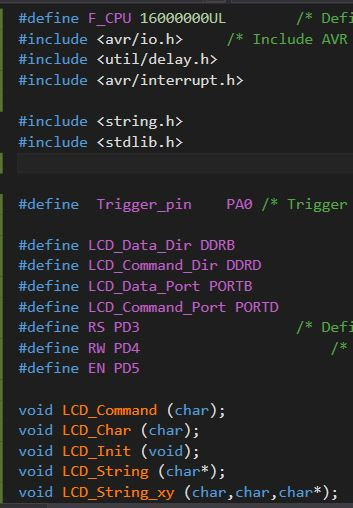 #define F_CPU 16000000UL /* Defi
#include <avr/io.h> /* Include AVR
#include <util/delay.h>
#include <avr/interrupt.h>
#include <string.h>
#include <stdlib.h>
#define Trigger_pin PA0 /* Trigger
#define LCD_Data_Dir DDRB
#define LCD_Command_Dir DDRD
#define LCD_Data_Port PORTB
#define LCD_Command_Port PORTD
#define RS PD3 /* Defi
#define RW PD4 /*
#define EN PD5
void LCD_Command (char);
void LCD_Char (char);
void LCD_Init (void);
void LCD_String (char*);
void LCD_String_xy (char,char,char*);